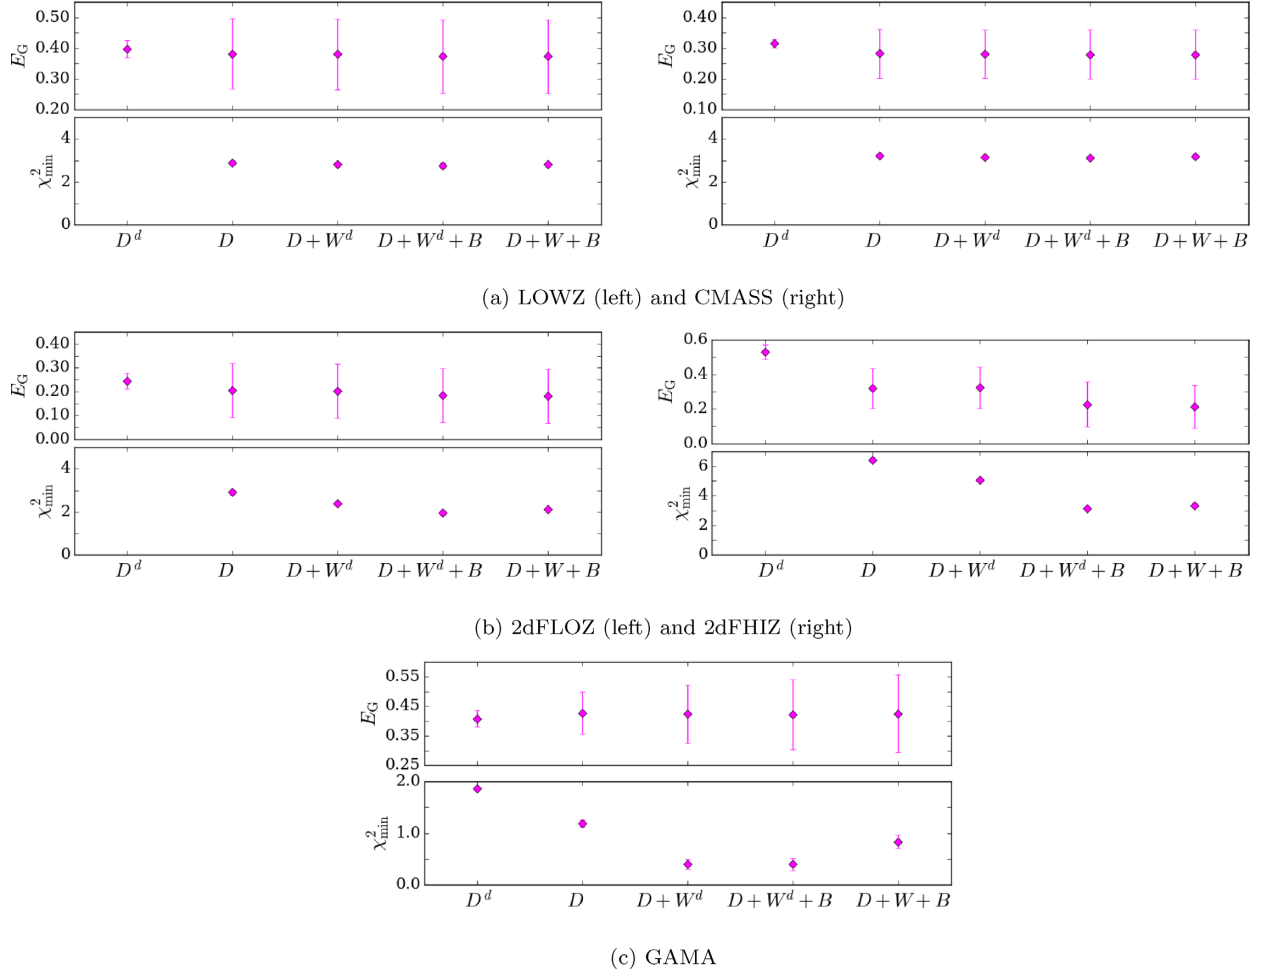 0.50
0.40
0.30
0.20
E_G
4
2
0
χ²_min
D^d D D+W^d D+W^d+B D+W+B
0.40
0.30
0.20
0.10
E_G
4
2
0
χ²_min
D^d D D+W^d D+W^d+B D+W+B
(a) LOWZ (left) and CMASS (right)
0.40
0.30
0.20
0.10
0.00
E_G
4
2
0
χ²_min
D^d D D+W^d D+W^d+B D+W+B
0.6
0.4
0.2
0.0
E_G
6
4
2
0
χ²_min
D^d D D+W^d D+W^d+B D+W+B
(b) 2dFLOZ (left) and 2dFHIZ (right)
0.55
0.45
0.35
0.25
E_G
2.0
1.0
0.0
χ²_min
D^d D D+W^d D+W^d+B D+W+B
(c) GAMA